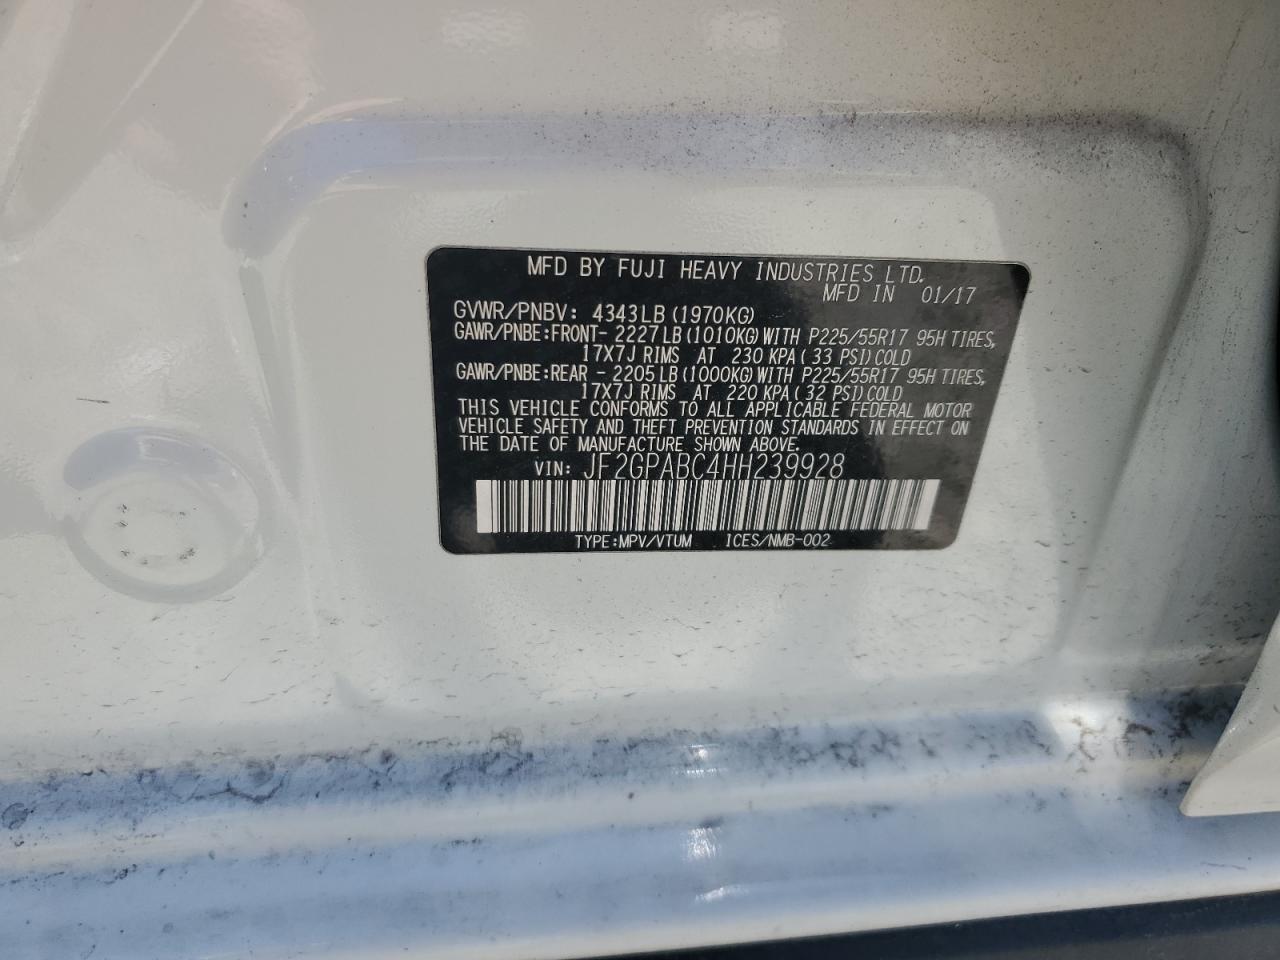 MFD BY FUJI HEAVY INDUSTRIES LTD.
MFD IN 01/17
GVWR/PNBV: 4343LB(1970KG)
GAWR/PNBE:FRONT- 2227LB(1010KG)WITH P225/55R17 95H TIRES,
17X7J RIMS AT 230 KPA( 33 PSI)COLD
GAWR/PNBE:REAR - 2205LB(1000KG)WITH P225/55R17 95H TIRES,
17X7J RIMS AT 220 KPA( 32 PSI)COLD
THIS VEHICLE CONFORMS TO ALL APPLICABLE FEDERAL MOTOR
VEHICLE SAFETY AND THEFT PREVENTION STANDARDS IN EFFECT ON
THE DATE OF MANUFACTURE SHOWN ABOVE.
VIN: JF2GPABC4HH239928
TYPE:MPV/VTUM ICES/NMB-002